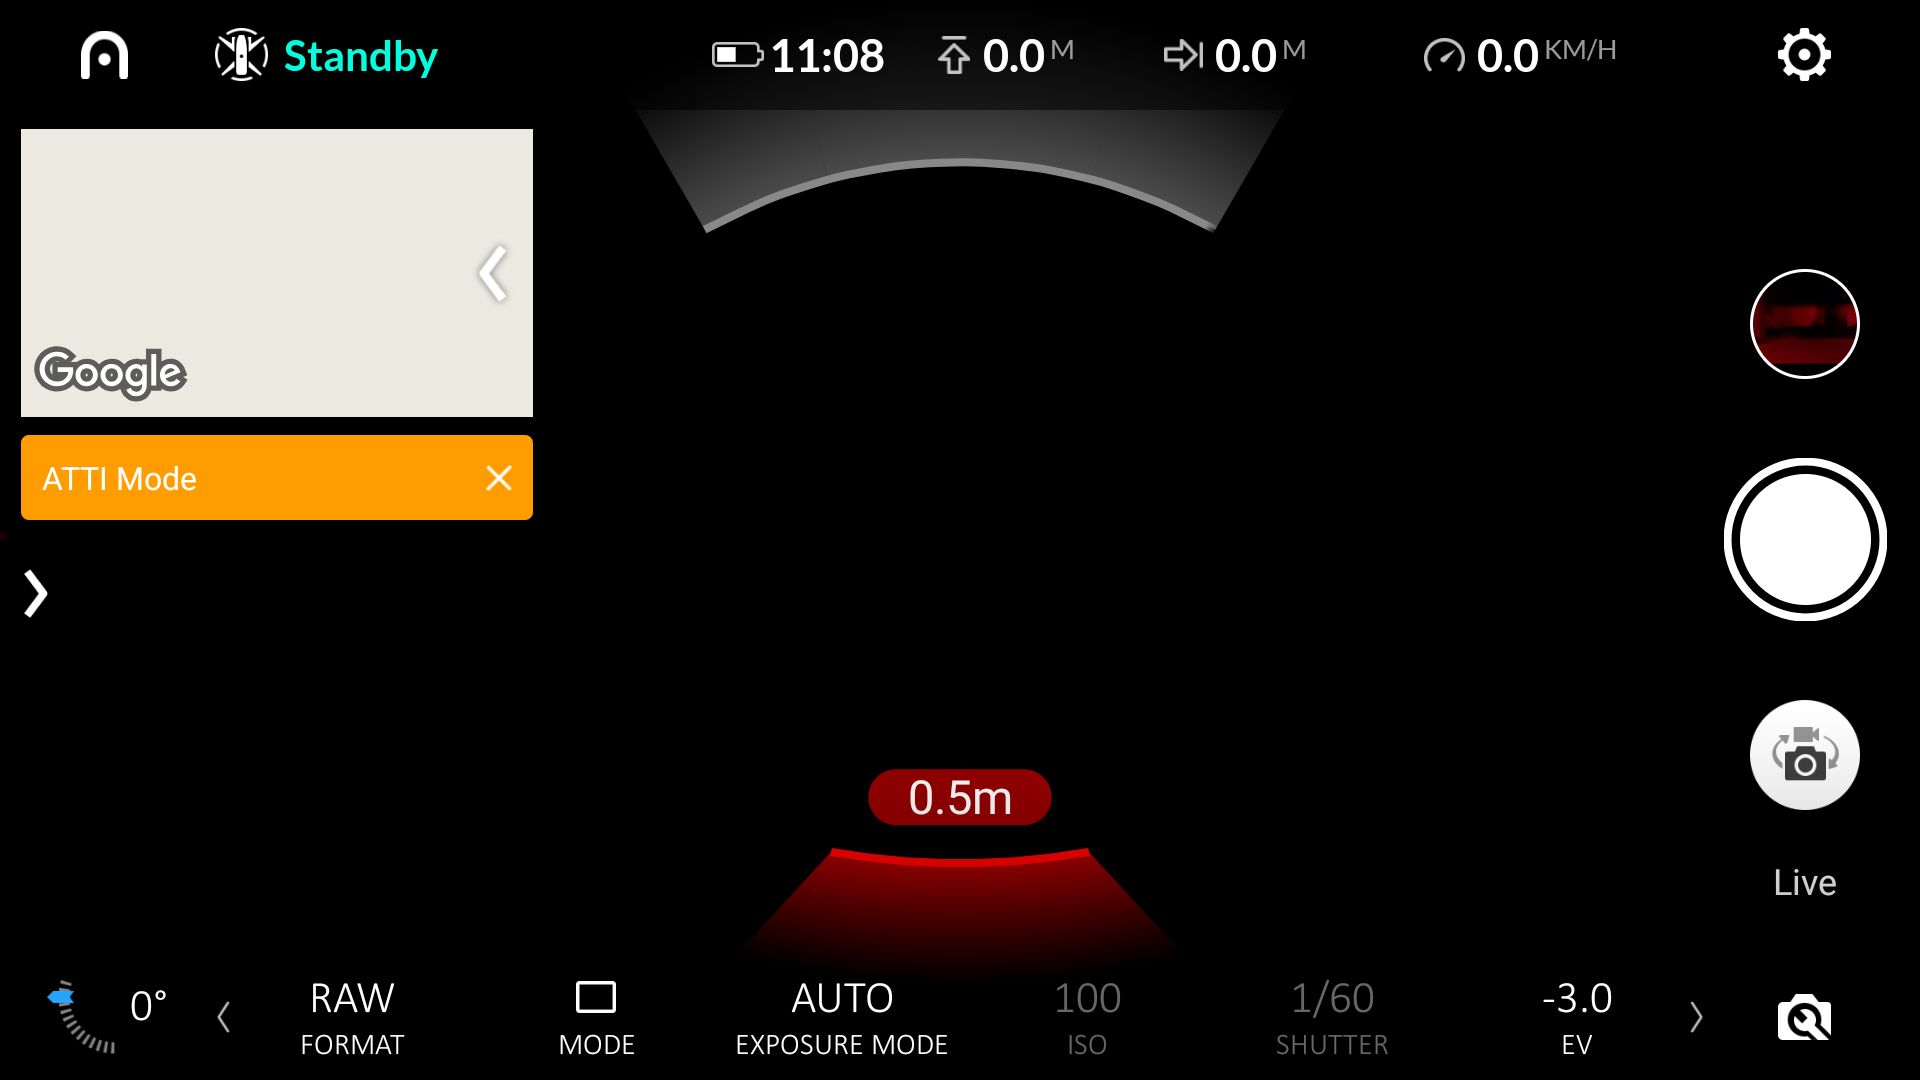 Standby
11:08
0.0 M
0.0 M
0.0 KM/H
Google
ATTI Mode
0.5m
Live
0°
RAW
FORMAT
MODE
AUTO
EXPOSURE MODE
100
ISO
1/60
SHUTTER
-3.0
EV